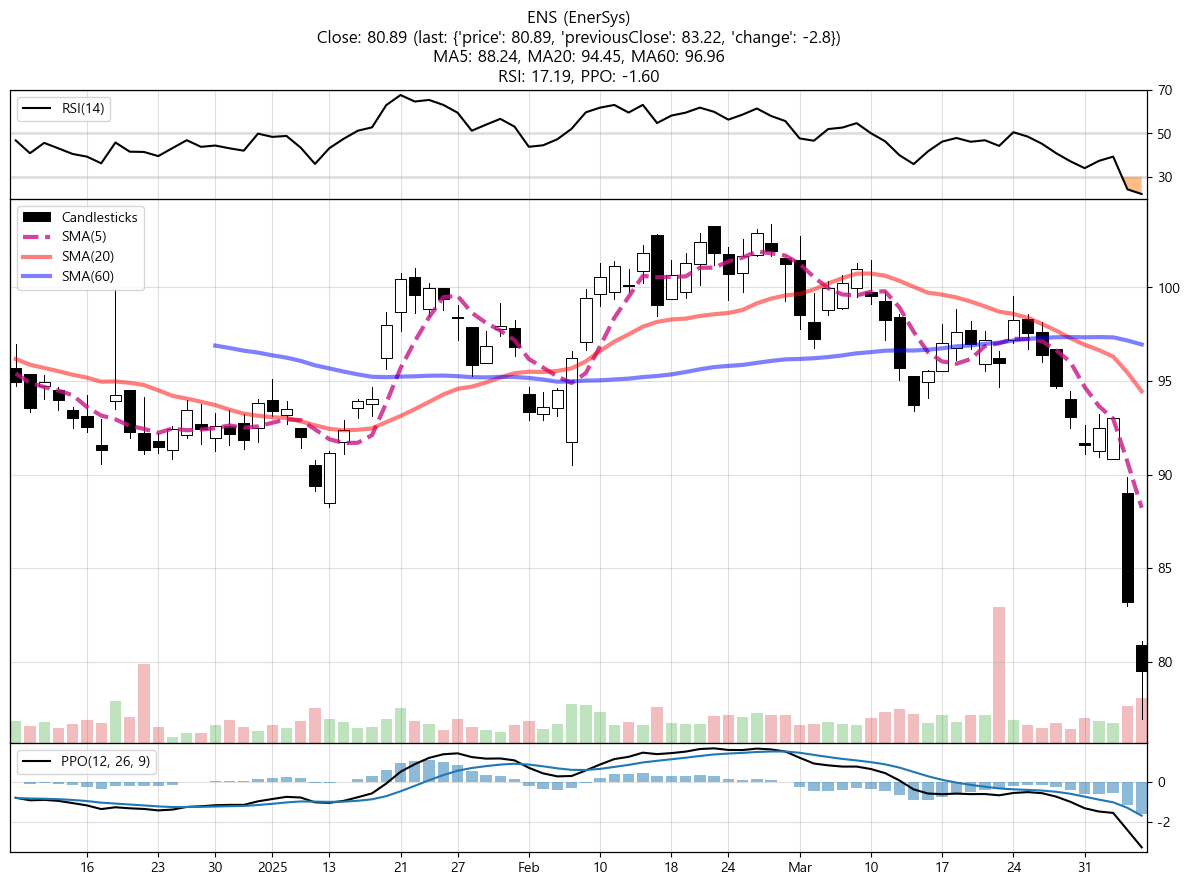 ENS (EnerSys)
Close: 80.89 (last: {'price': 80.89, 'previousClose': 83.22, 'change': -2.8})
MA5: 88.24, MA20: 94.45, MA60: 96.96
RSI: 17.19, PPO: -1.60
RSI(14)
70
50
30
Candlesticks
SMA(5)
SMA(20)
SMA(60)
100
95
90
85
80
PPO(12, 26, 9)
0
-2
16 23 30 2025 13 21 27 Feb 10 18 24 Mar 10 17 24 31